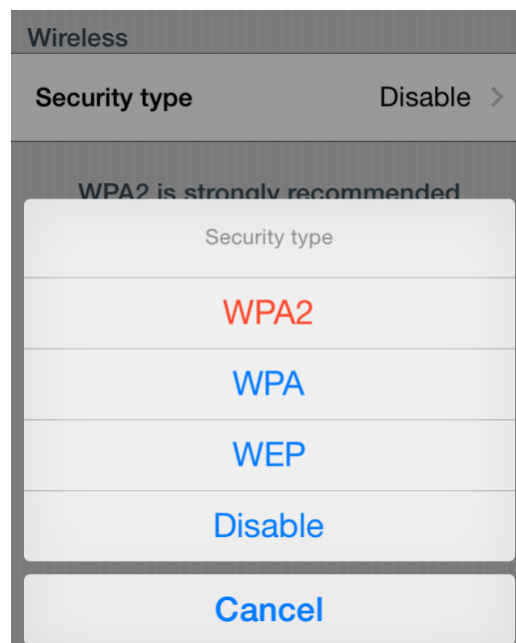 Wireless
Security type Disable >
WPA2 is strongly recommended
Security type
WPA2
WPA
WEP
Disable
Cancel